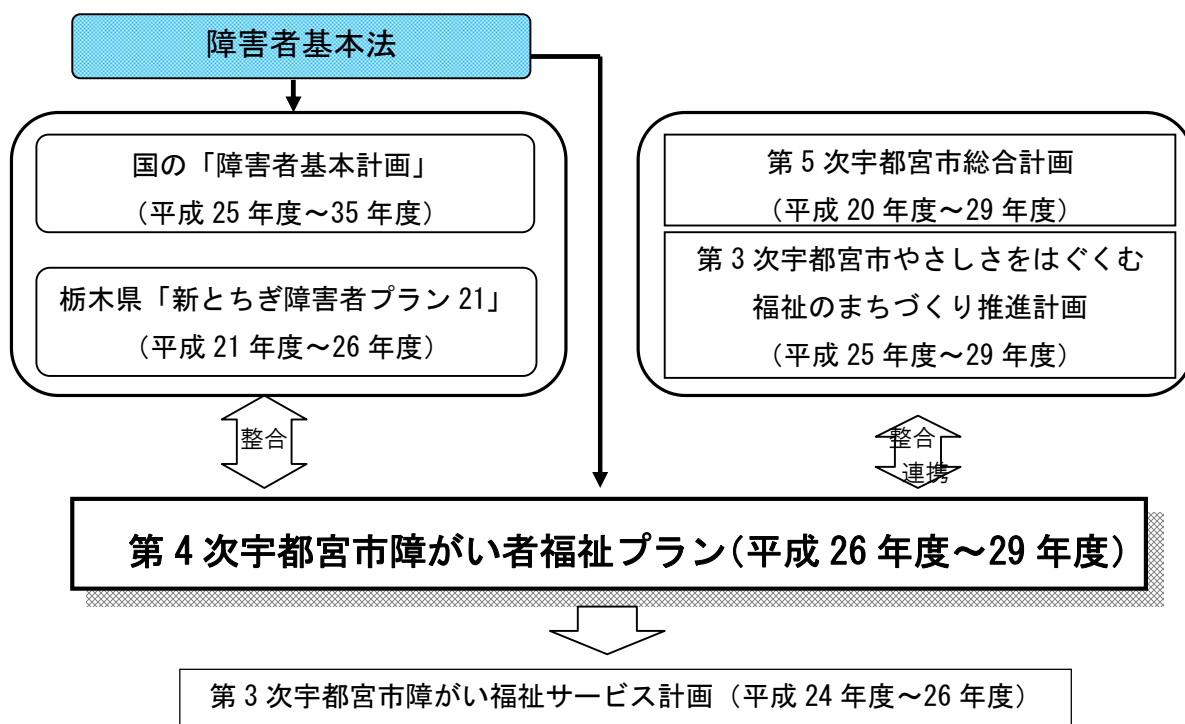 障害者基本法
国の「障害者基本計画」
（平成 25 年度～35 年度）
栃木県「新とちぎ障害者プラン 21」
（平成 21 年度～26 年度）
第 5 次宇都宮市総合計画
（平成 20 年度～29 年度）
第 3 次宇都宮市やさしさをはぐくむ
福祉のまちづくり推進計画
（平成 25 年度～29 年度）
整合
整合
連携
第 4 次宇都宮市障がい者福祉プラン（平成 26 年度～29 年度）
第 3 次宇都宮市障がい福祉サービス計画（平成 24 年度～26 年度）